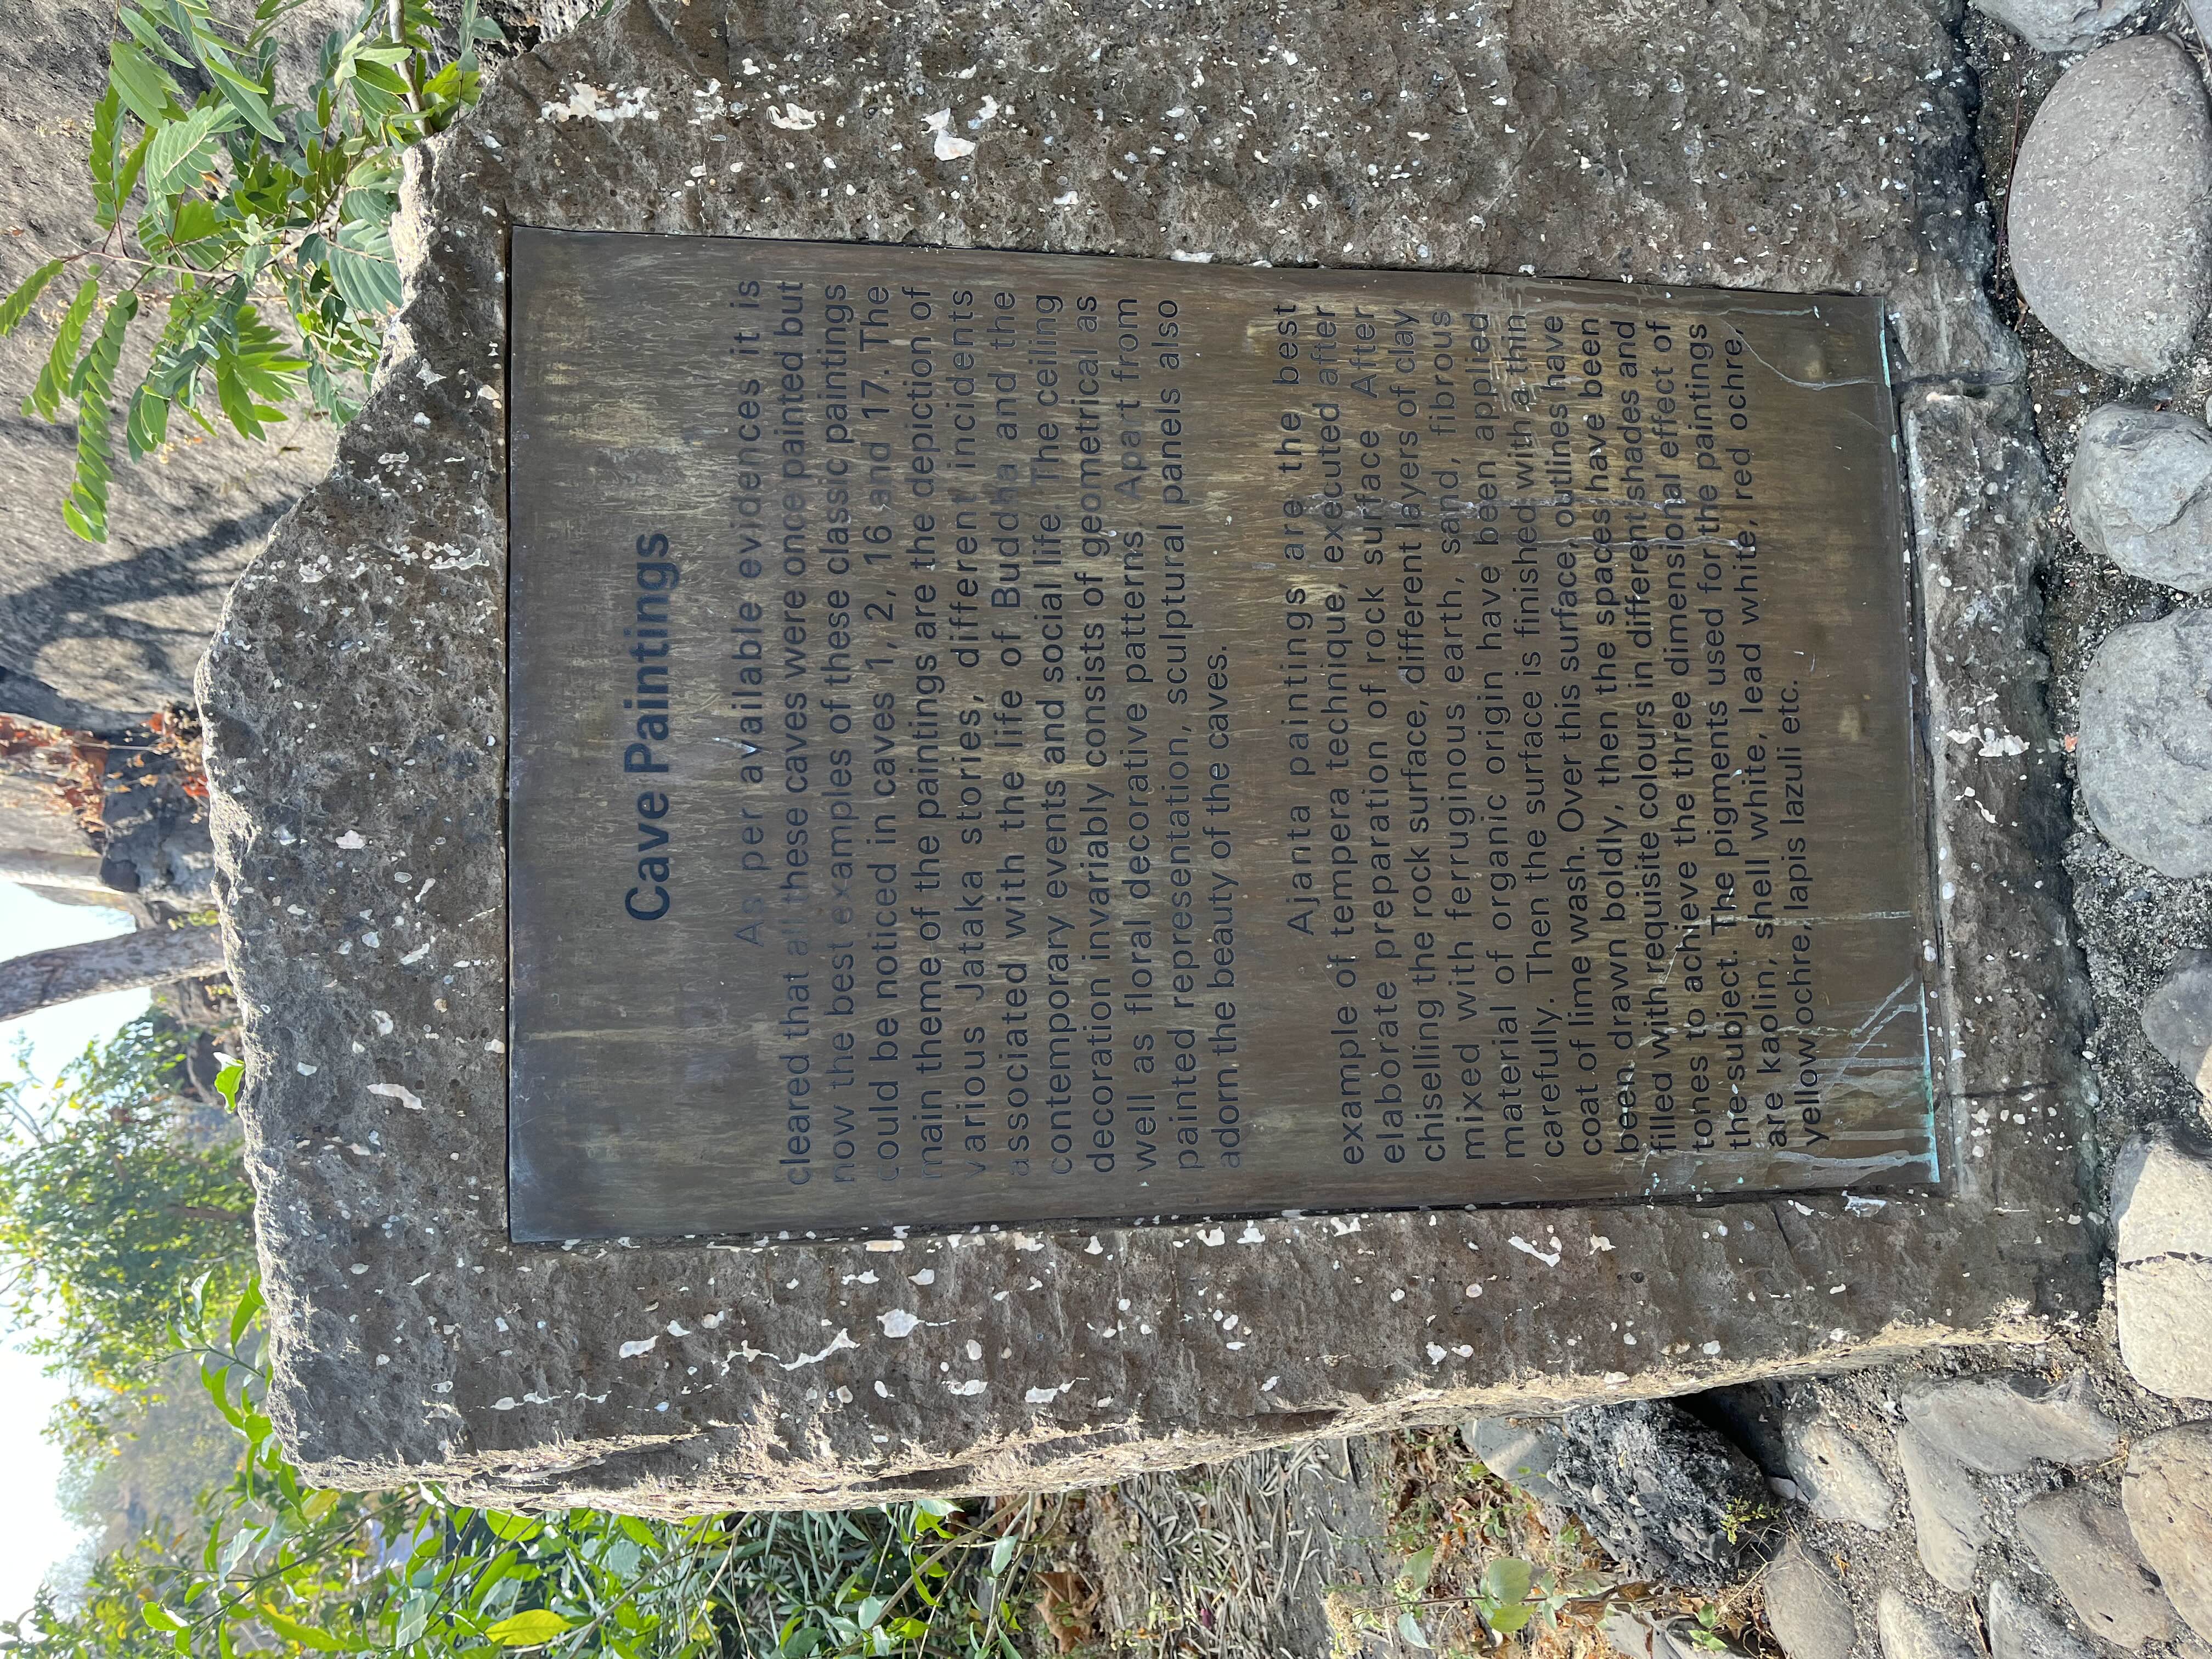 Cave Paintings
As per available evidences it is
cleared that all these caves were once painted but
now the best examples of these classic paintings
could be noticed in caves 1, 2, 16 and 17. The
main theme of the paintings are the depiction of
various Jataka stories, different incidents
associated with the life of Buddha and the
contemporary events and social life. The ceiling
decoration invariably consists of geometrical as
well as floral decorative patterns. Apart from
painted representation, sculptural panels also
adorn the beauty of the caves.
Ajanta paintings are the best
example of tempera technique, executed after
elaborate preparation of rock surface. After
chiselling the rock surface, different layers of clay
mixed with ferruginous earth, sand, fibrous
material of organic origin have been applied
carefully. Then the surface is finished with a thin
coat of lime wash. Over this surface, outlines have
been drawn boldly, then the spaces have been
filled with requisite colours in different shades and
tones to achieve the three dimensional effect of
the subject. The pigments used for the paintings
are kaolin, shell white, lead white, red ochre,
yellow ochre, lapis lazuli etc.